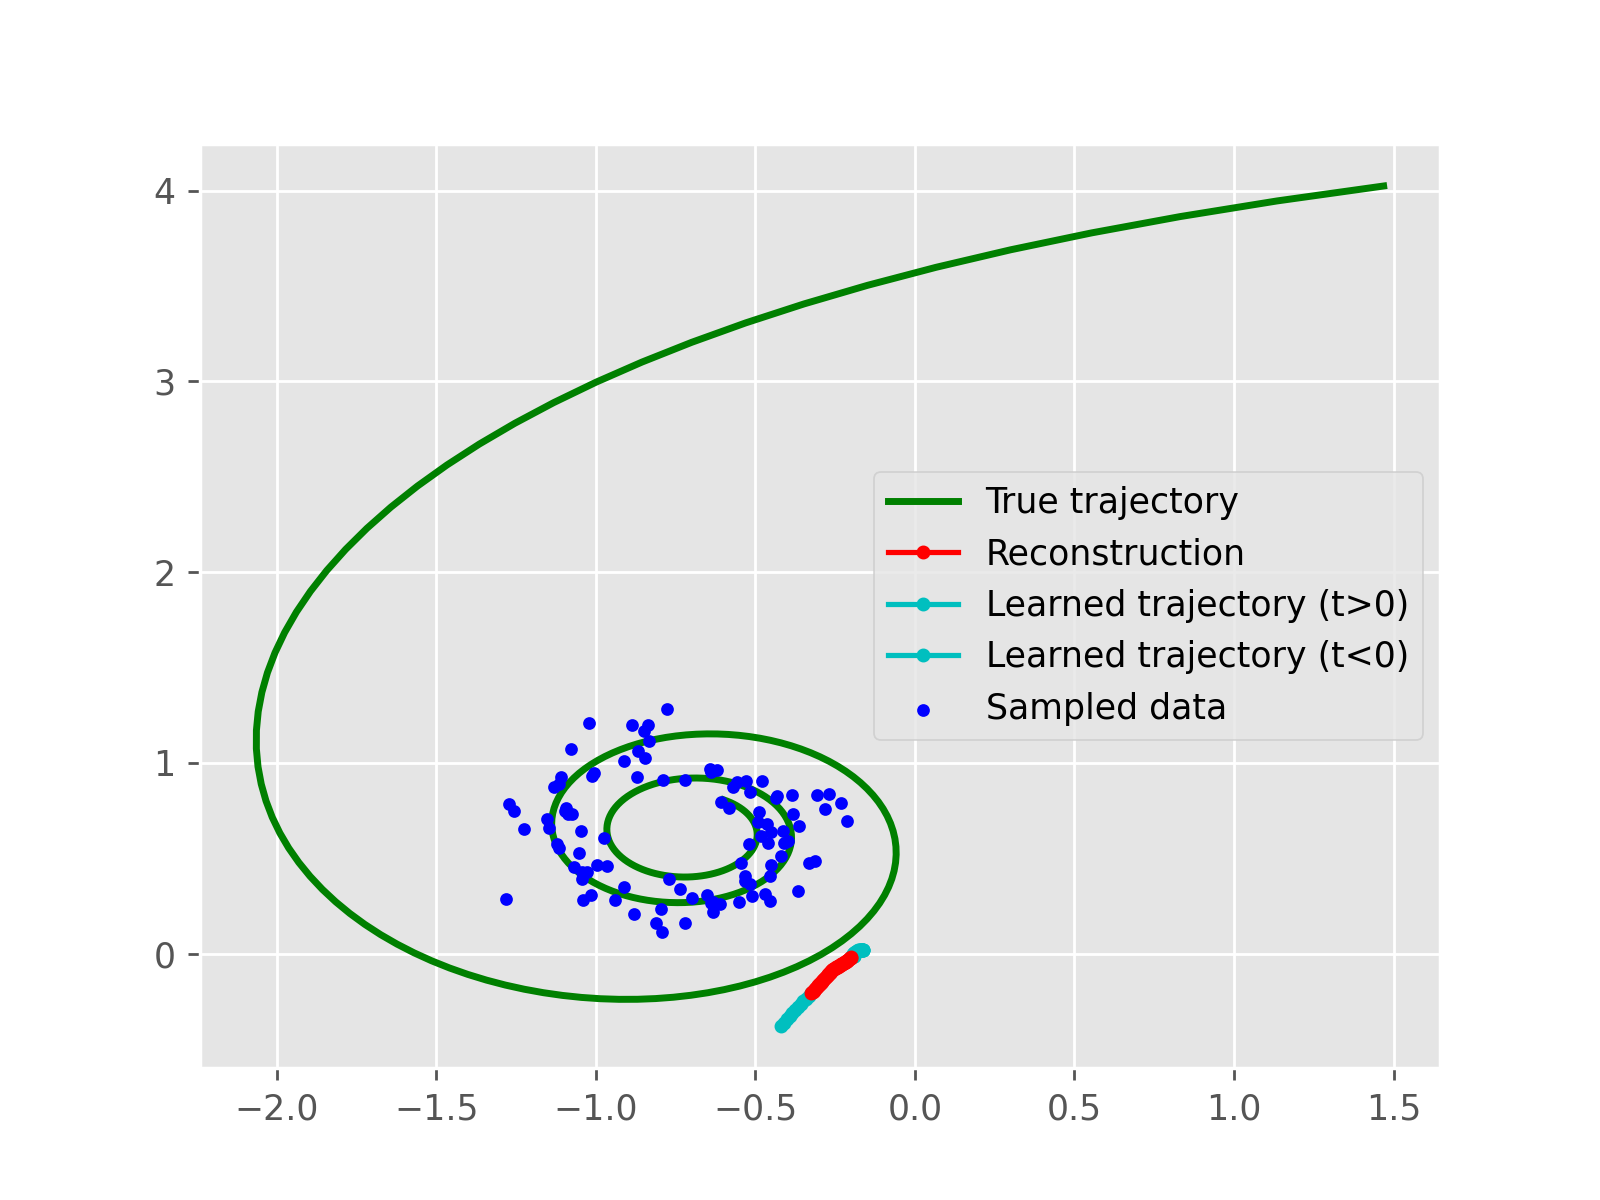 4
3
2
1
0
True trajectory
Reconstruction
Learned trajectory (t>0)
Learned trajectory (t<0)
Sampled data
−2.0 −1.5 −1.0 −0.5 0.0 0.5 1.0 1.5